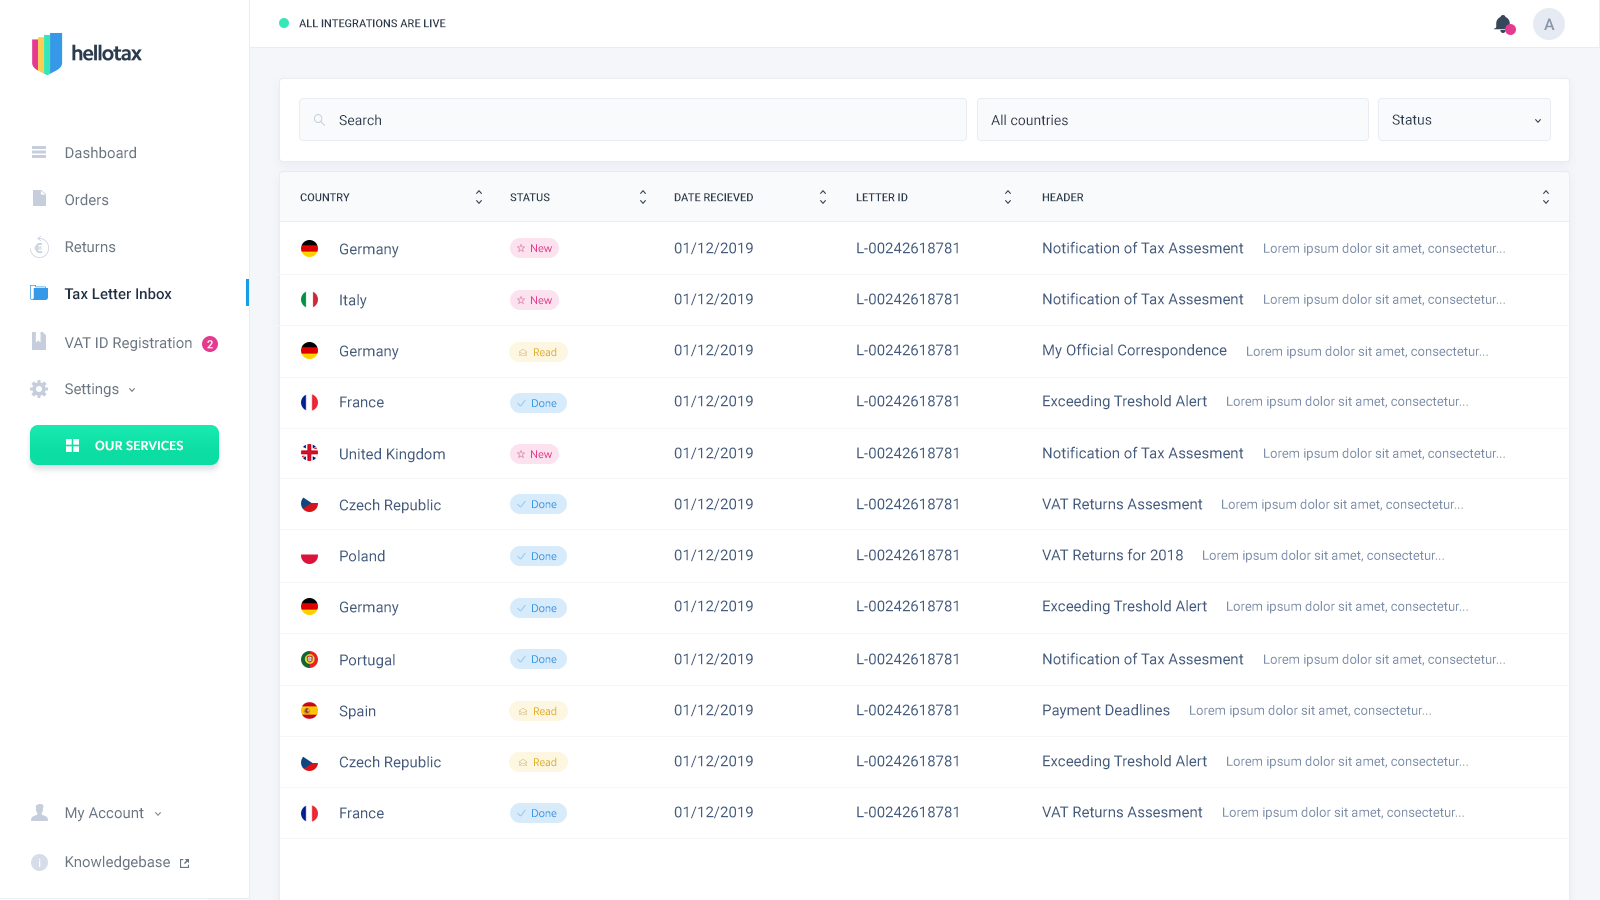 hellotax
ALL INTEGRATIONS ARE LIVE
A
Dashboard
Orders
Returns
Tax Letter Inbox
VAT ID Registration 2
Settings
OUR SERVICES
My Account
Knowledgebase
Search All countries Status
COUNTRY STATUS DATE RECIEVED LETTER ID HEADER
Germany New 01/12/2019 L-00242618781 Notification of Tax Assesment Lorem ipsum dolor sit amet, consectetur...
Italy New 01/12/2019 L-00242618781 Notification of Tax Assesment Lorem ipsum dolor sit amet, consectetur...
Germany Read 01/12/2019 L-00242618781 My Official Correspondence Lorem ipsum dolor sit amet, consectetur...
France Done 01/12/2019 L-00242618781 Exceeding Treshold Alert Lorem ipsum dolor sit amet, consectetur...
United Kingdom New 01/12/2019 L-00242618781 Notification of Tax Assesment Lorem ipsum dolor sit amet, consectetur...
Czech Republic Done 01/12/2019 L-00242618781 VAT Returns Assesment Lorem ipsum dolor sit amet, consectetur...
Poland Done 01/12/2019 L-00242618781 VAT Returns for 2018 Lorem ipsum dolor sit amet, consectetur...
Germany Done 01/12/2019 L-00242618781 Exceeding Treshold Alert Lorem ipsum dolor sit amet, consectetur...
Portugal Done 01/12/2019 L-00242618781 Notification of Tax Assesment Lorem ipsum dolor sit amet, consectetur...
Spain Read 01/12/2019 L-00242618781 Payment Deadlines Lorem ipsum dolor sit amet, consectetur...
Czech Republic Read 01/12/2019 L-00242618781 Exceeding Treshold Alert Lorem ipsum dolor sit amet, consectetur...
France Done 01/12/2019 L-00242618781 VAT Returns Assesment Lorem ipsum dolor sit amet, consectetur...